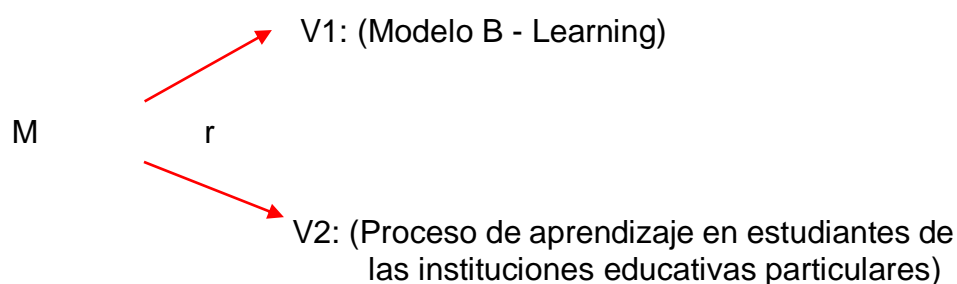 V1: (Modelo B - Learning)
M r
V2: (Proceso de aprendizaje en estudiantes de
las instituciones educativas particulares)